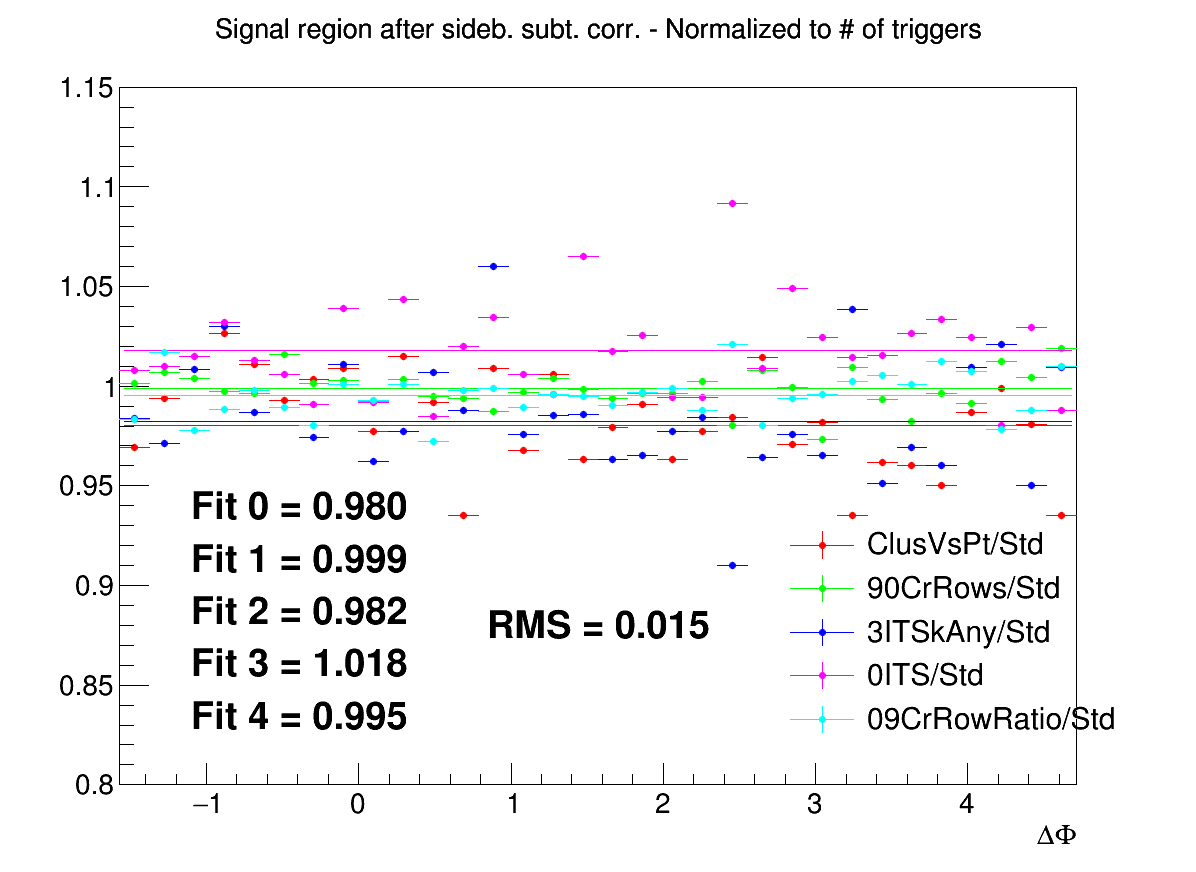 Signal region after sideb. subt. corr. - Normalized to # of triggers
1.15
1.1
1.05
1
0.95
0.9
0.85
0.8
Fit 0 = 0.980
Fit 1 = 0.999
Fit 2 = 0.982
Fit 3 = 1.018
Fit 4 = 0.995
RMS = 0.015
ClusVsPt/Std
90CrRows/Std
3ITSkAny/Std
0ITS/Std
09CrRowRatio/Std
−1 0 1 2 3 4
ΔΦ